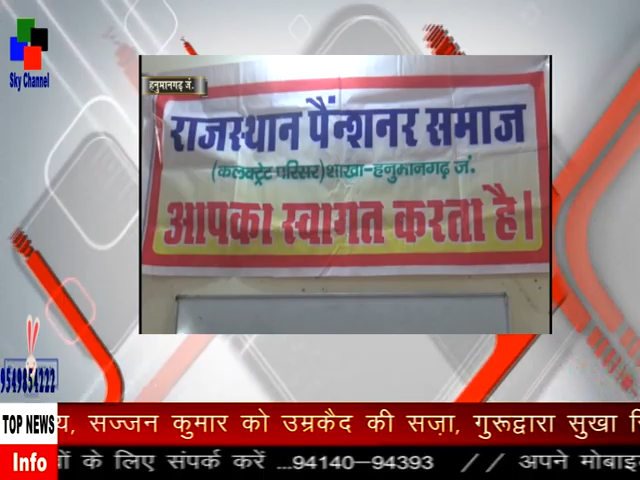 Sky Channel
हनुमानगढ़ जं.
राजस्थान पैंन्शनर समाज
(कलक्ट्रेट परिसर)शाखा-हनुमानगढ़ जं.
आपका स्वागत करता है।
9549854222
TOP NEWS
सज्जन कुमार को उम्रकैद की सज़ा, गुरूद्वारा सुखा
Info
के लिए संपर्क करें ...94140-94393 // अपने